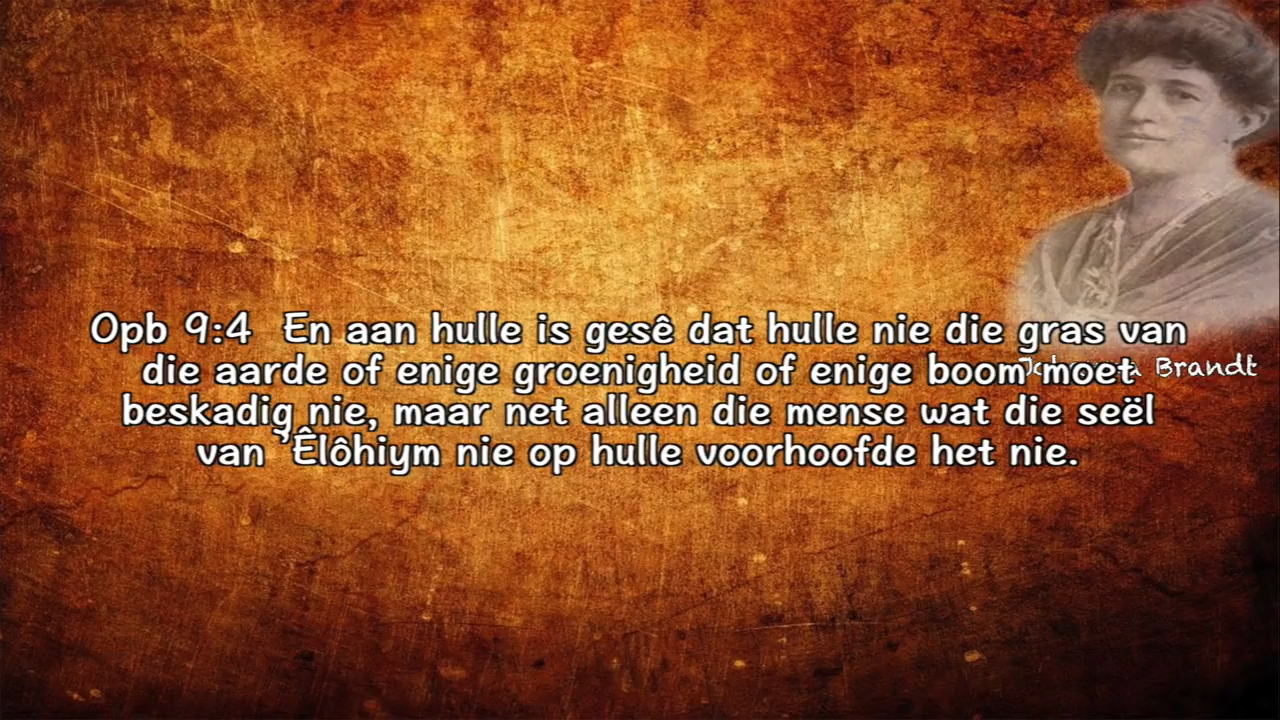 Opb 9:4 En aan hulle is gesê dat hulle nie die gras van
die aarde of enige groenigheid of enige boom moet
Brandt
beskadig nie, maar net alleen die mense wat die seël
van ʼÊlôhiym nie op hulle voorhoofde het nie.